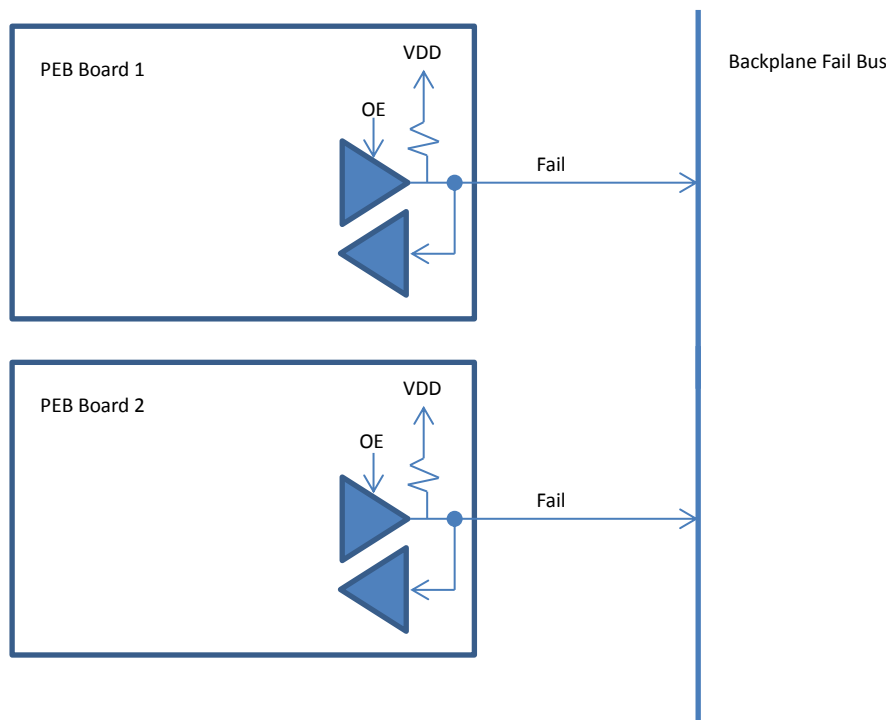 PEB Board 1
VDD
OE
Fail
Backplane Fail Bus
PEB Board 2
VDD
OE
Fail